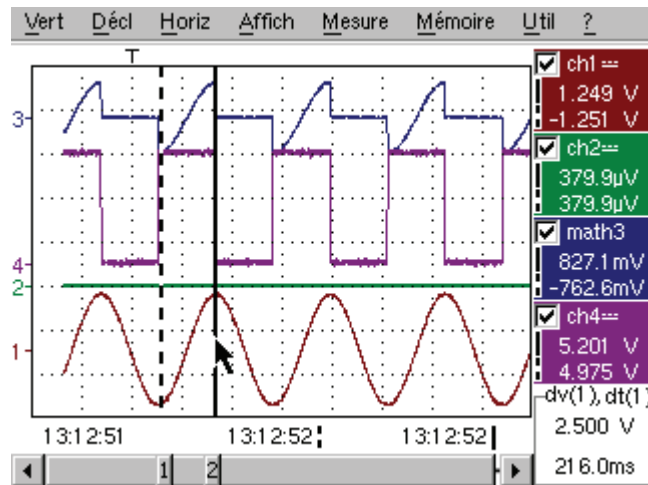 Vert Décl Horiz Affich Mesure Mémoire Util ?
T
ch1
1.249 V
-1.251 V
3
ch2
379.9µV
379.9µV
math3
827.1mV
-762.6mV
4
2
ch4
5.201 V
4.975 V
1
dv(1), dt(1)
2.500 V
216.0ms
13:12:51 13:12:52 13:12:52
1 2